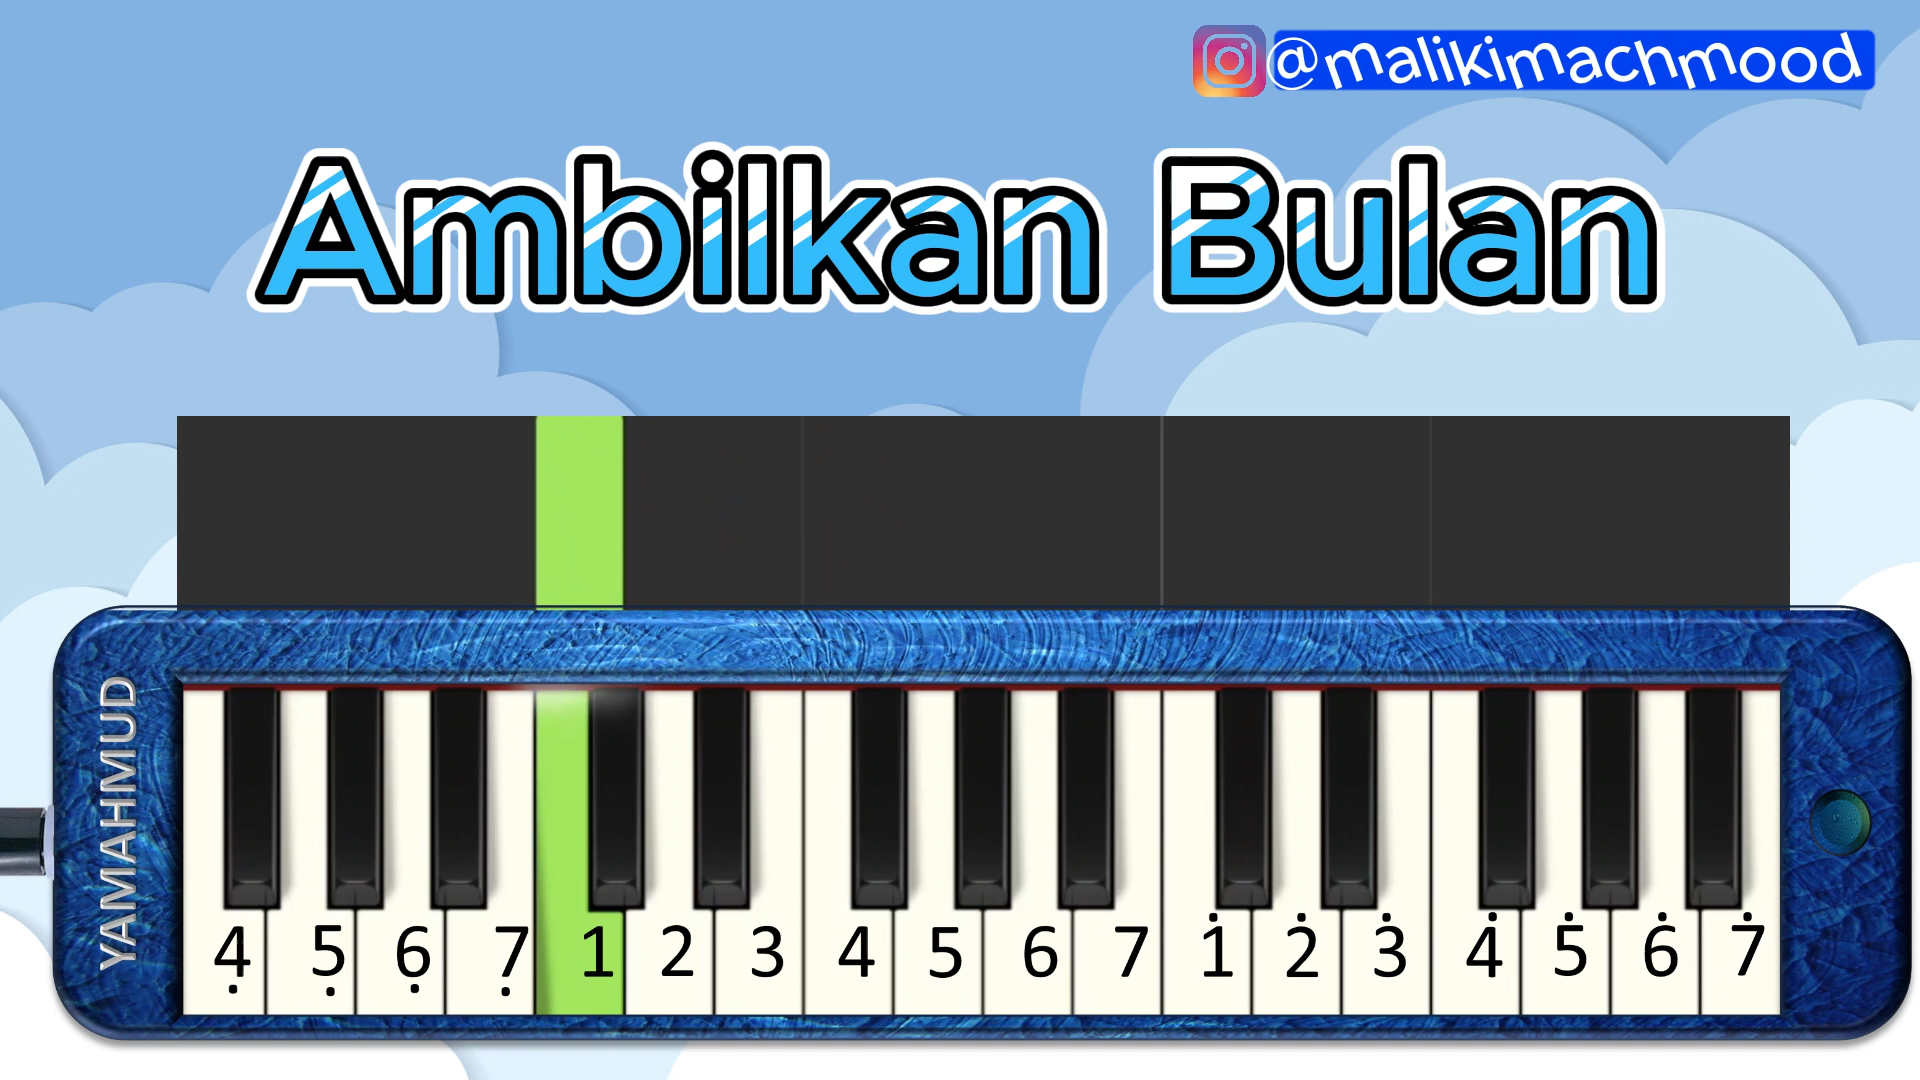 @malikimachmood
Ambilkan Bulan
YAMAHMUD
4̣ 5̣ 6̣ 7̣ 1 2 3 4 5 6 7 1̇ 2̇ 3̇ 4̇ 5̇ 6̇ 7̇